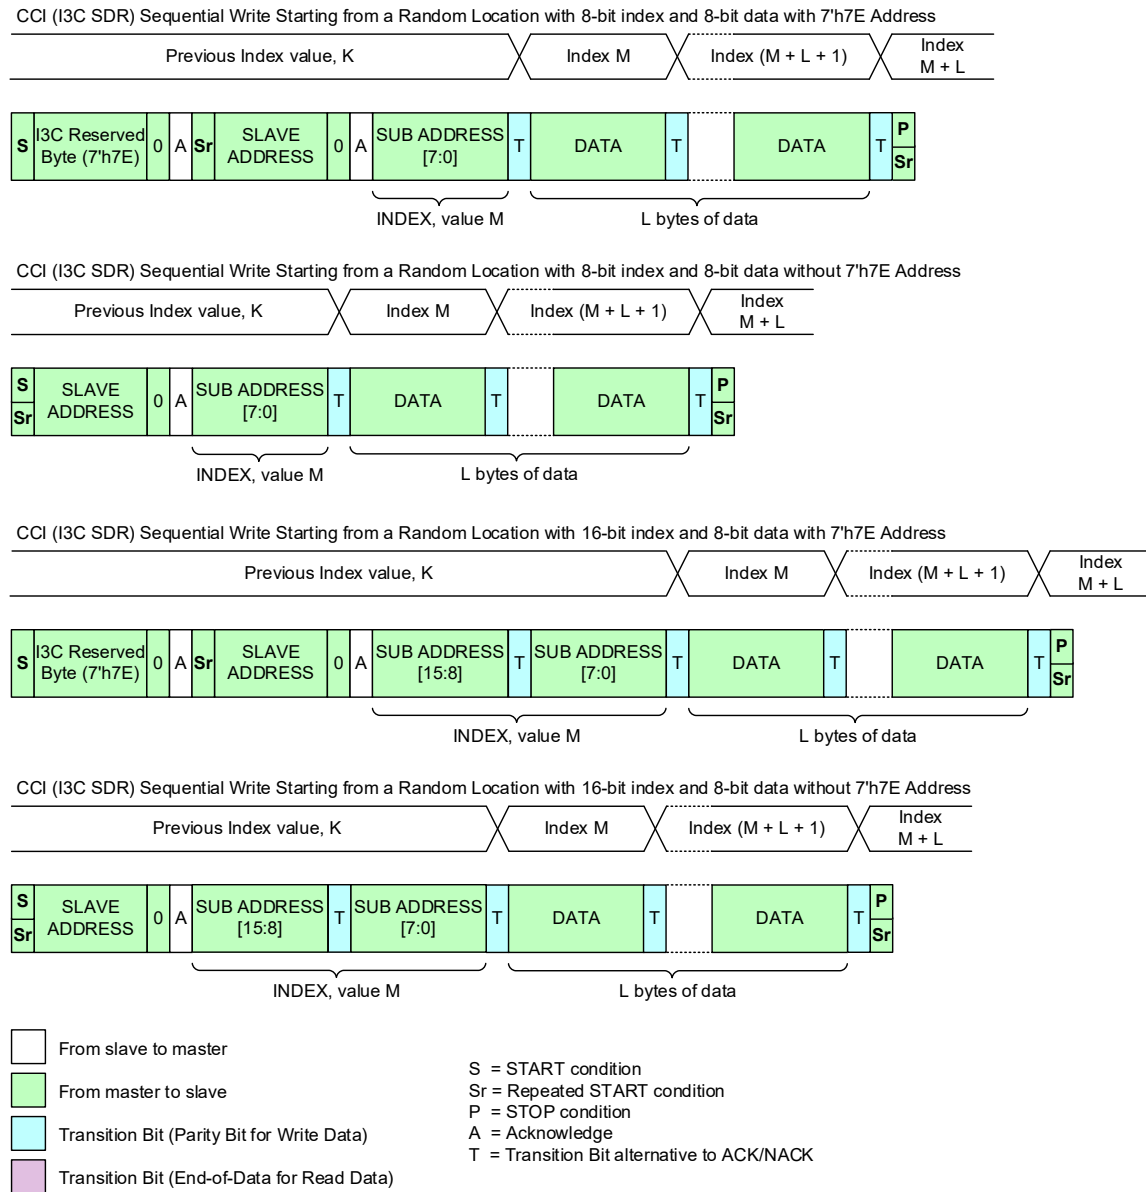 CCI (I3C SDR) Sequential Write Starting from a Random Location with 8-bit index and 8-bit data with 7'h7E Address
Previous Index value, K Index M Index (M + L + 1) Index
M + L
S I3C Reserved Byte (7'h7E) 0 A Sr SLAVE ADDRESS 0 A SUB ADDRESS [7:0] T DATA T DATA T P Sr
INDEX, value M L bytes of data
CCI (I3C SDR) Sequential Write Starting from a Random Location with 8-bit index and 8-bit data without 7'h7E Address
Previous Index value, K Index M Index (M + L + 1) Index
M + L
S Sr SLAVE ADDRESS 0 A SUB ADDRESS [7:0] T DATA T DATA T P Sr
INDEX, value M L bytes of data
CCI (I3C SDR) Sequential Write Starting from a Random Location with 16-bit index and 8-bit data with 7'h7E Address
Previous Index value, K Index M Index (M + L + 1) Index
M + L
S I3C Reserved Byte (7'h7E) 0 A Sr SLAVE ADDRESS 0 A SUB ADDRESS [15:8] T SUB ADDRESS [7:0] T DATA T DATA T P Sr
INDEX, value M L bytes of data
CCI (I3C SDR) Sequential Write Starting from a Random Location with 16-bit index and 8-bit data without 7'h7E Address
Previous Index value, K Index M Index (M + L + 1) Index
M + L
S Sr SLAVE ADDRESS 0 A SUB ADDRESS [15:8] T SUB ADDRESS [7:0] T DATA T DATA T P Sr
INDEX, value M L bytes of data
From slave to master
From master to slave
Transition Bit (Parity Bit for Write Data)
Transition Bit (End-of-Data for Read Data)
S = START condition
Sr = Repeated START condition
P = STOP condition
A = Acknowledge
T = Transition Bit alternative to ACK/NACK